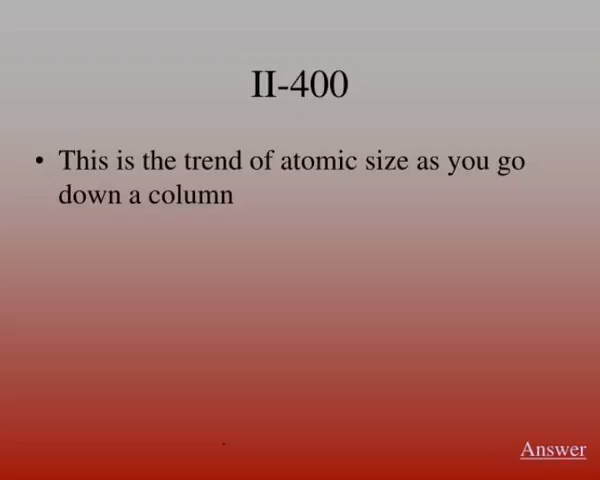 II-400
• This is the trend of atomic size as you go
down a column
Answer